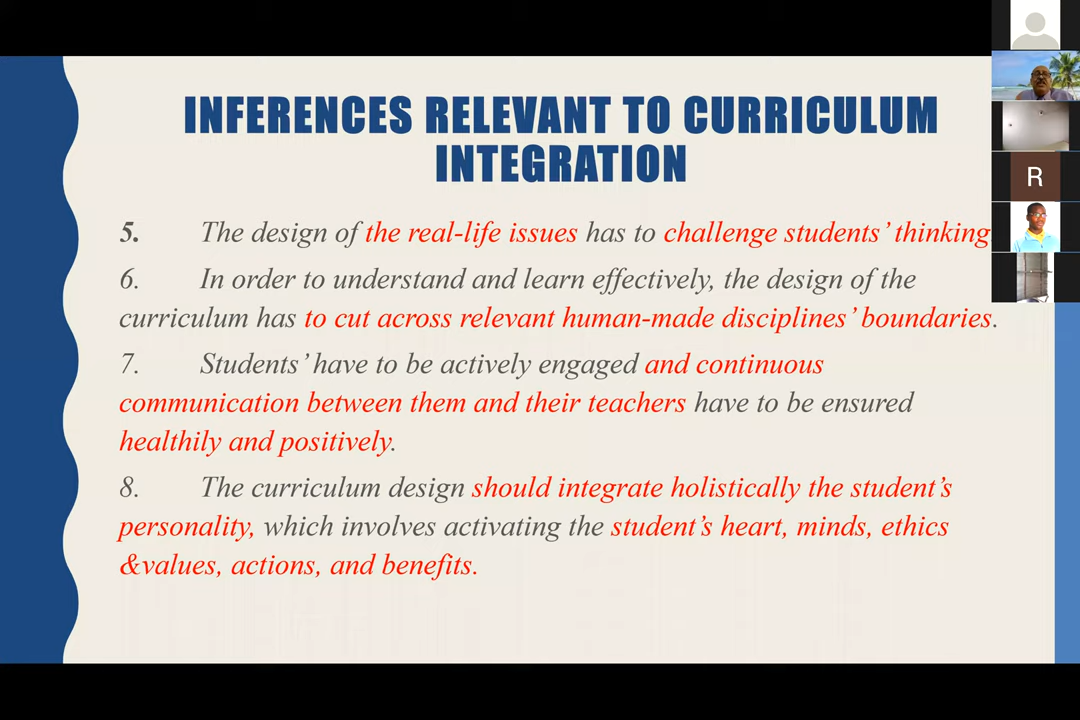 INFERENCES RELEVANT TO CURRICULUM
INTEGRATION
5. The design of the real-life issues has to challenge students' thinking
6. In order to understand and learn effectively, the design of the
curriculum has to cut across relevant human-made disciplines' boundaries.
7. Students' have to be actively engaged and continuous
communication between them and their teachers have to be ensured
healthily and positively.
8. The curriculum design should integrate holistically the student's
personality, which involves activating the student's heart, minds, ethics
&values, actions, and benefits.
R